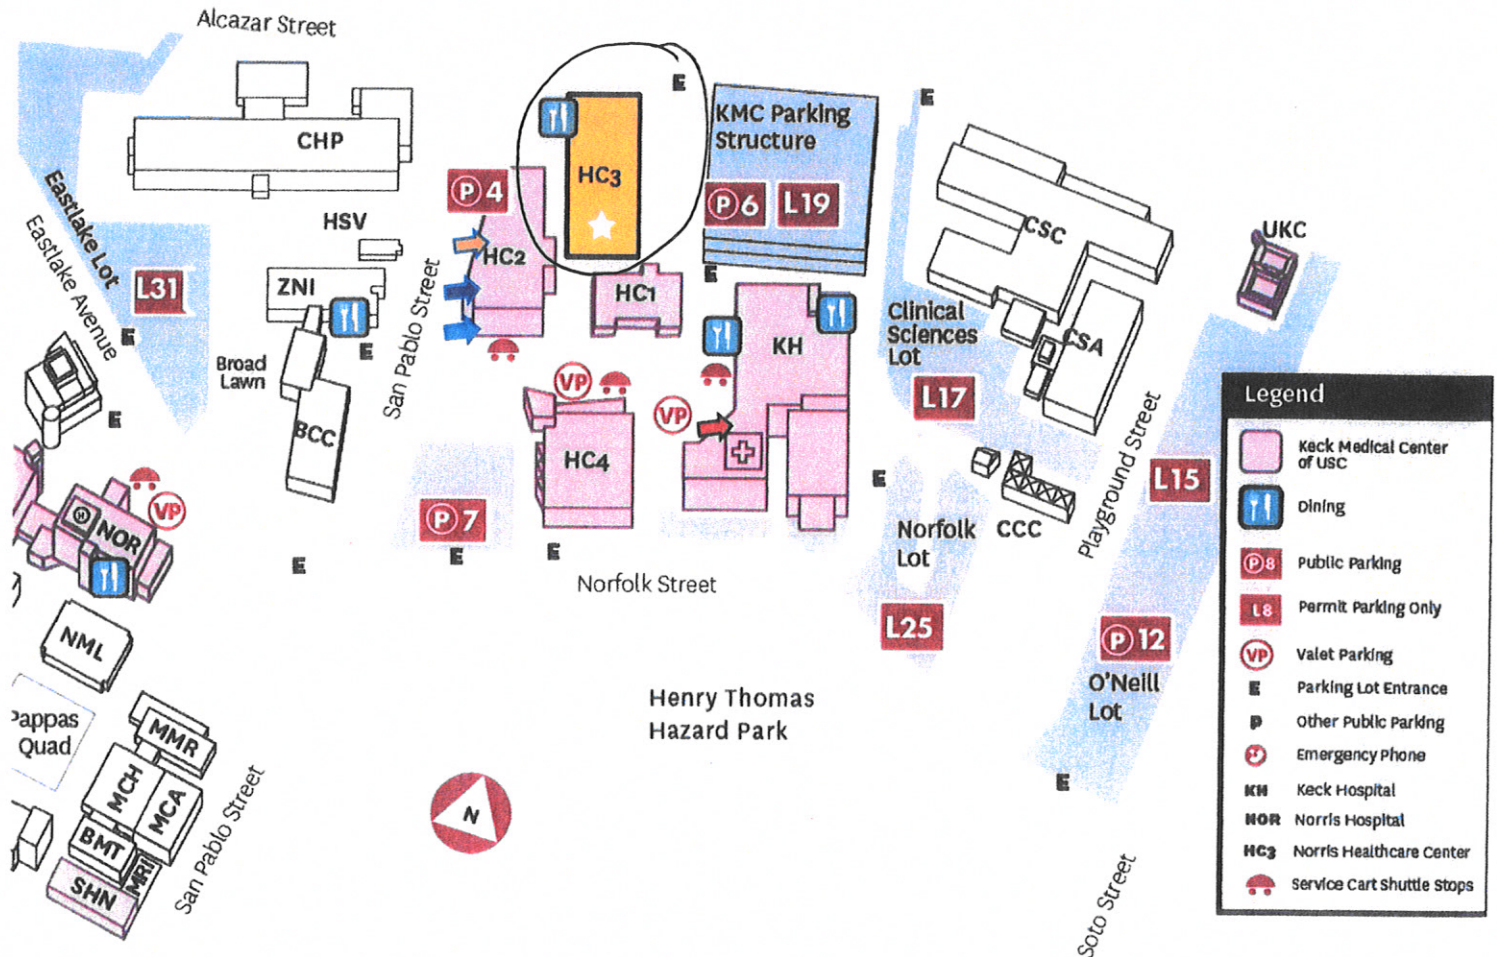 Alcazar Street
CHP
Eastlake Lot
Eastlake Avenue
L31
E
HSV
ZNI
Broad
Lawn
E
BCC
San Pablo Street
P 4
HC2
HC3
E
HC1
KMC Parking
Structure
P 6
L19
E
E
CSC
UKC
Clinical
Sciences
Lot
CSA
L17
KH
VP
VP
HC4
P 7
E
E
Norfolk Street
E
Norfolk
Lot
CCC
L25
Playground Street
L15
P 12
O'Neill
Lot
E
Soto Street
Henry Thomas
Hazard Park
N
E
VP
H
NOR
E
NML
Pappas
Quad
MMR
MCH
MCA
BMT
MRI
SHN
San Pablo Street
Legend
Keck Medical Center
of USC
Dining
P8 Public Parking
L8 Permit Parking Only
VP Valet Parking
E Parking Lot Entrance
P Other Public Parking
Emergency Phone
KH Keck Hospital
NOR Norris Hospital
HC3 Norris Healthcare Center
Service Cart Shuttle Stops